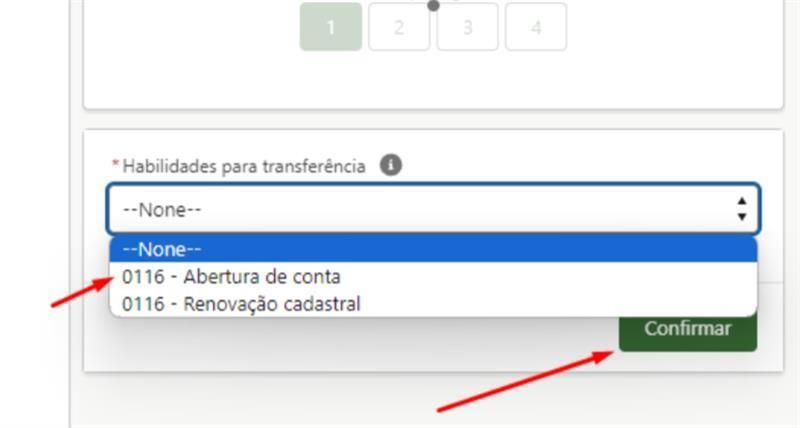 1 2 3 4
*Habilidades para transferência i
--None--
--None--
0116 - Abertura de conta
0116 - Renovação cadastral
Confirmar